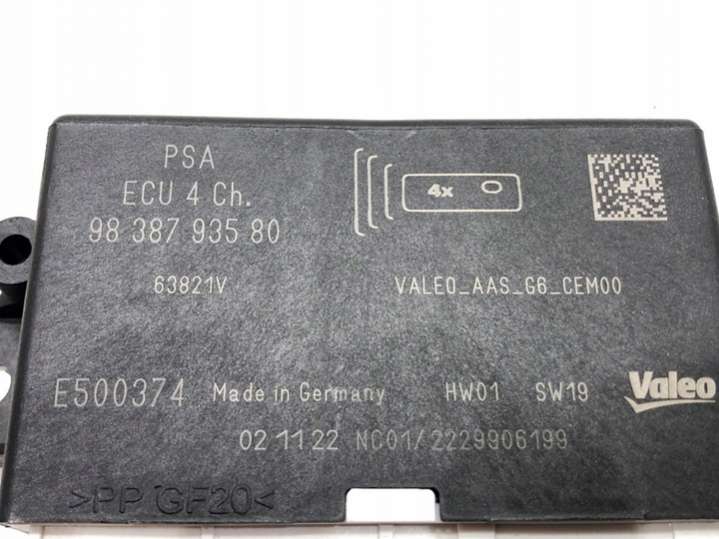 PSA
ECU 4 Ch.
98 387 935 80
4x
63821V
VALEO_AAS_G6_CEM00
E500374 Made in Germany HW01 SW19 Valeo
02 11 22 NC01/2229906199
>PP GF20<